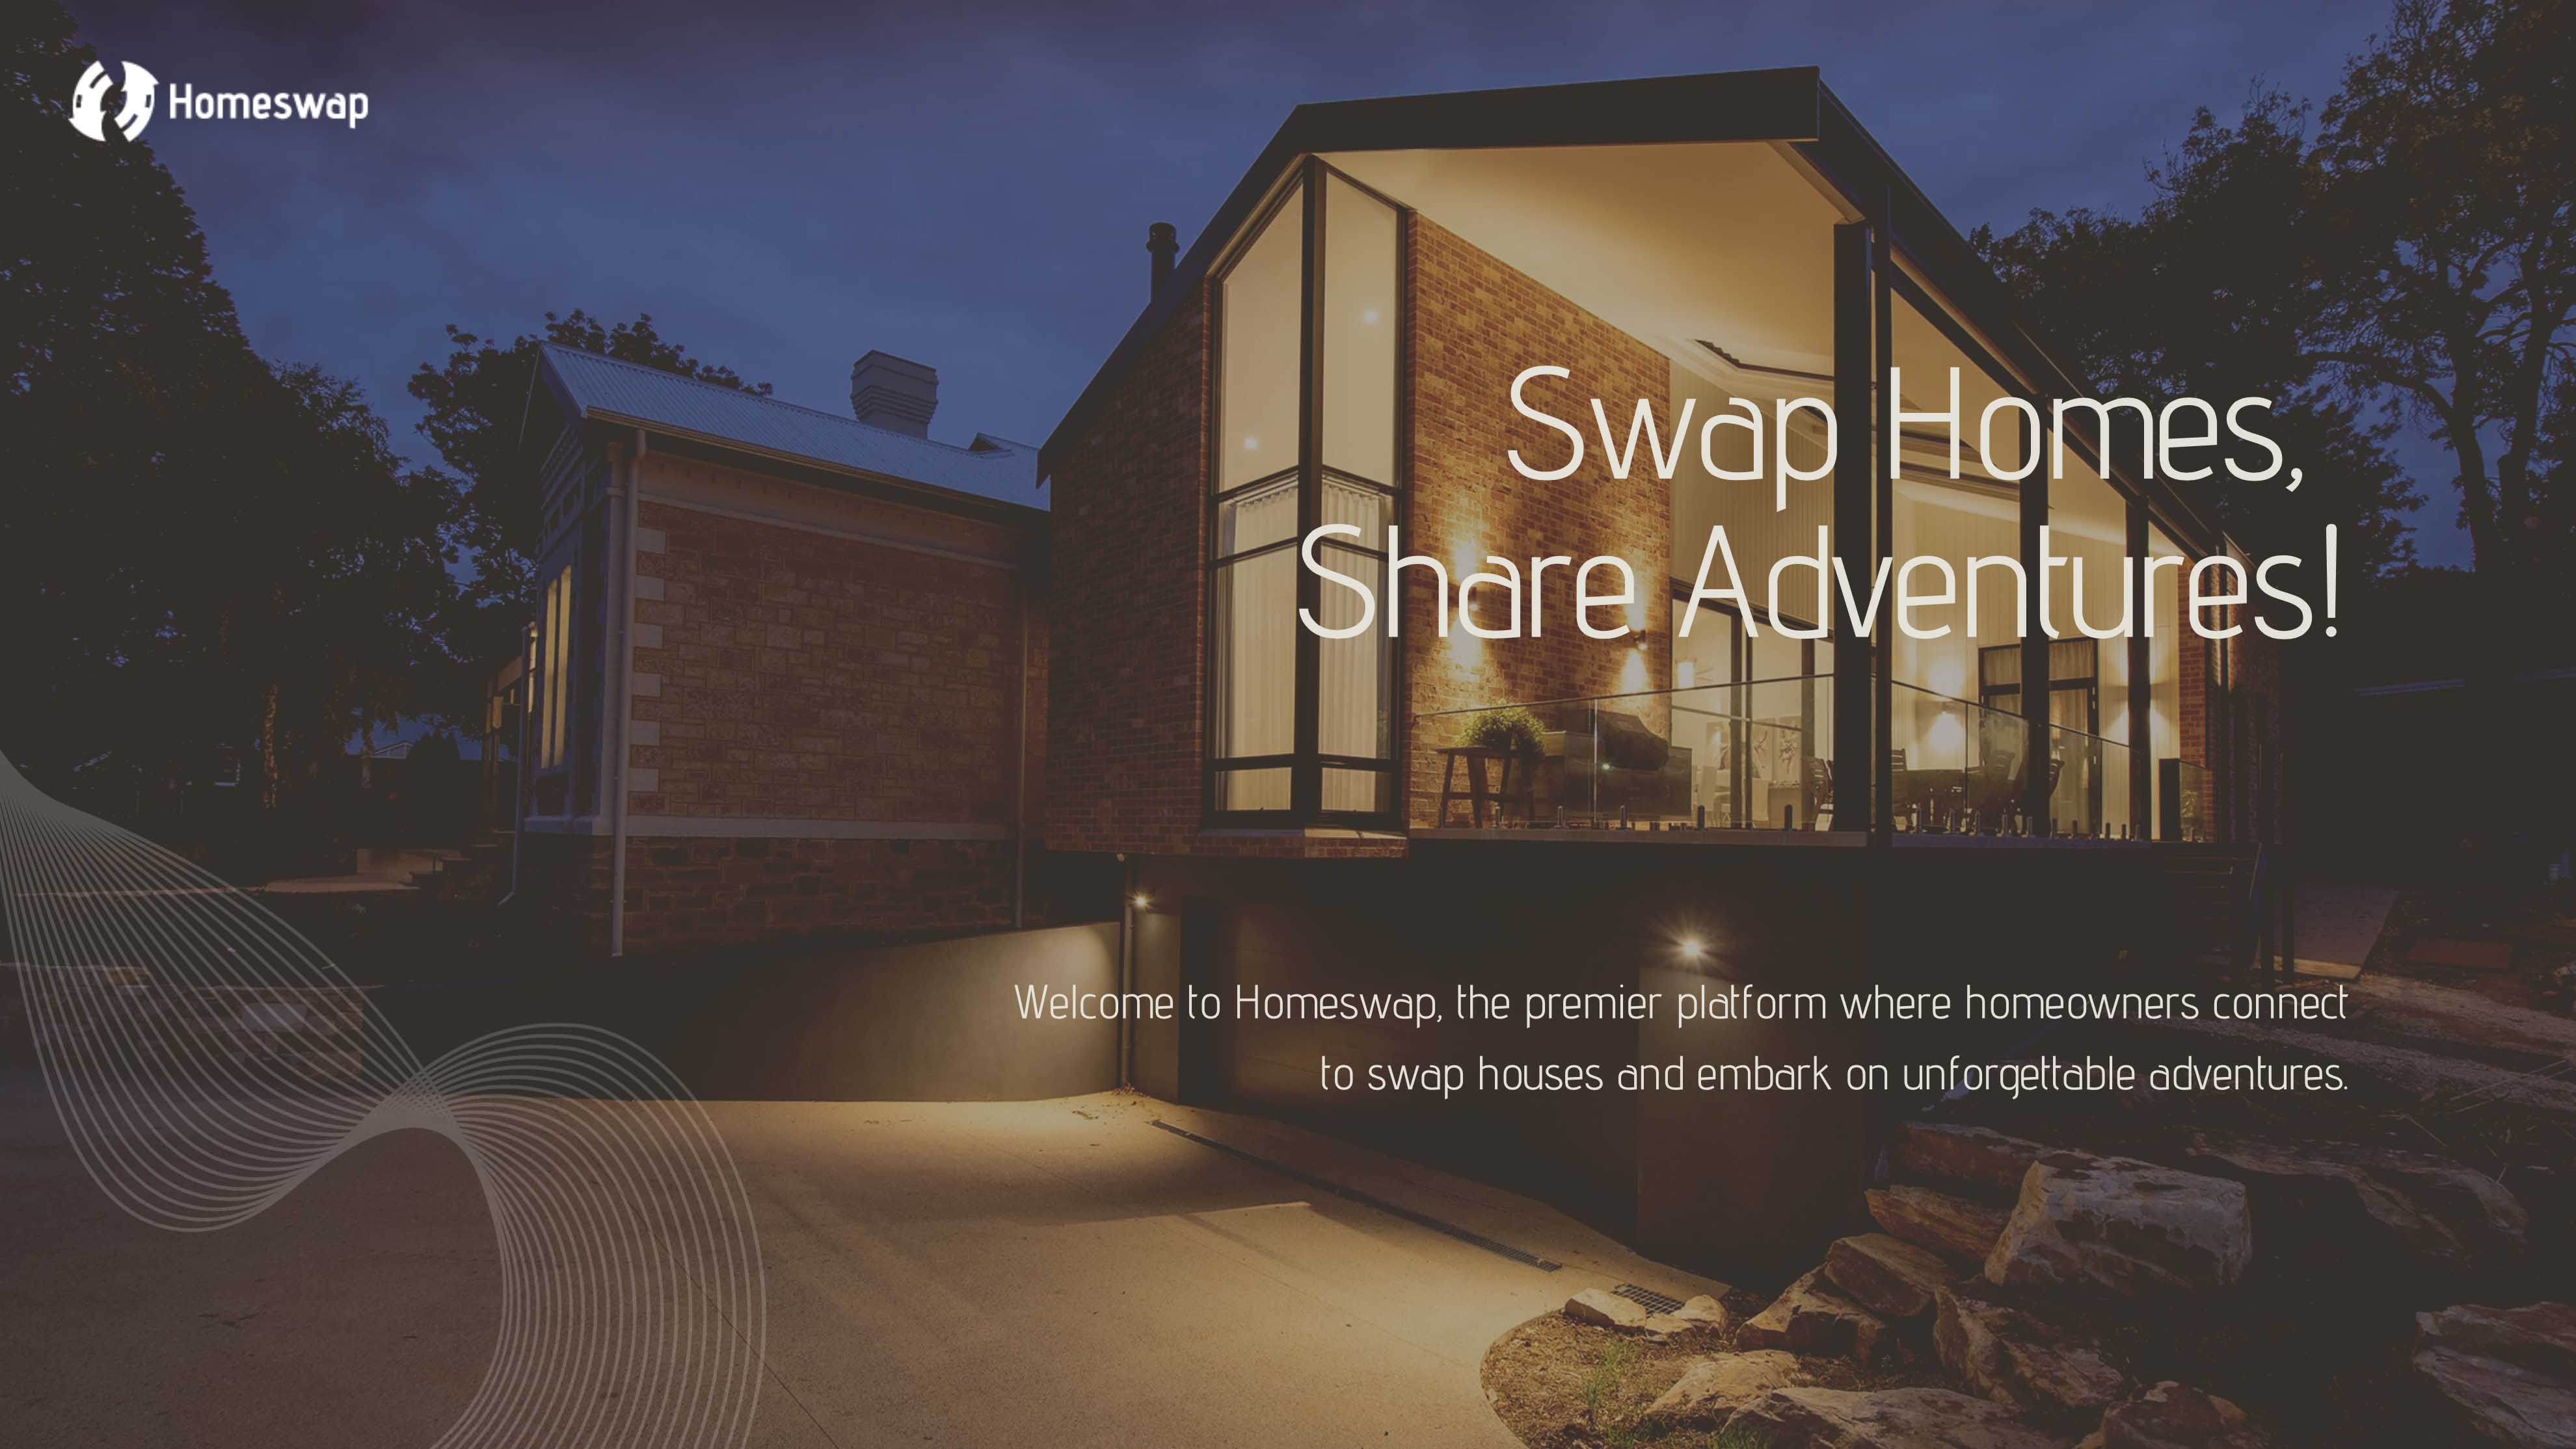 Homeswap
Swap Homes,
Share Adventures!
Welcome to Homeswap, the premier platform where homeowners connect
to swap houses and embark on unforgettable adventures.